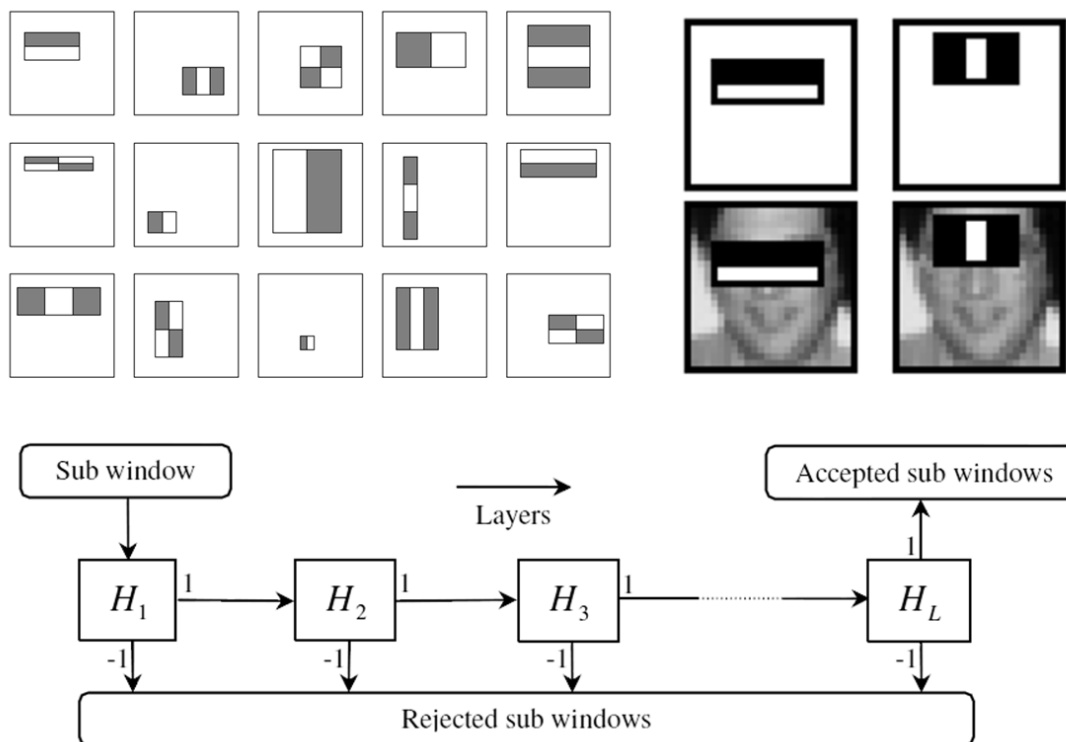 Sub window
Accepted sub windows
Layers
H₁
1
H₂
1
H₃
1
1
H_L
-1
-1
-1
-1
Rejected sub windows